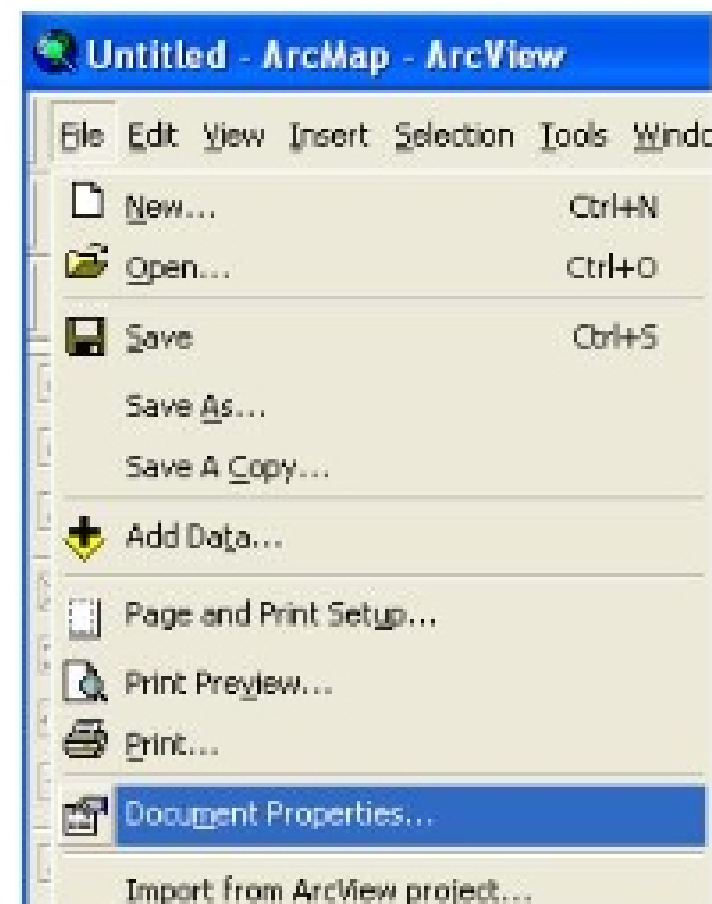 Untitled - ArcMap - ArcView
File Edit View Insert Selection Tools
New... Ctrl+N
Open... Ctrl+O
Save Ctrl+S
Save As...
Save A Copy...
Add Data...
Page and Print Setup...
Print Preview...
Print...
Document Properties...
Import from ArcView project...